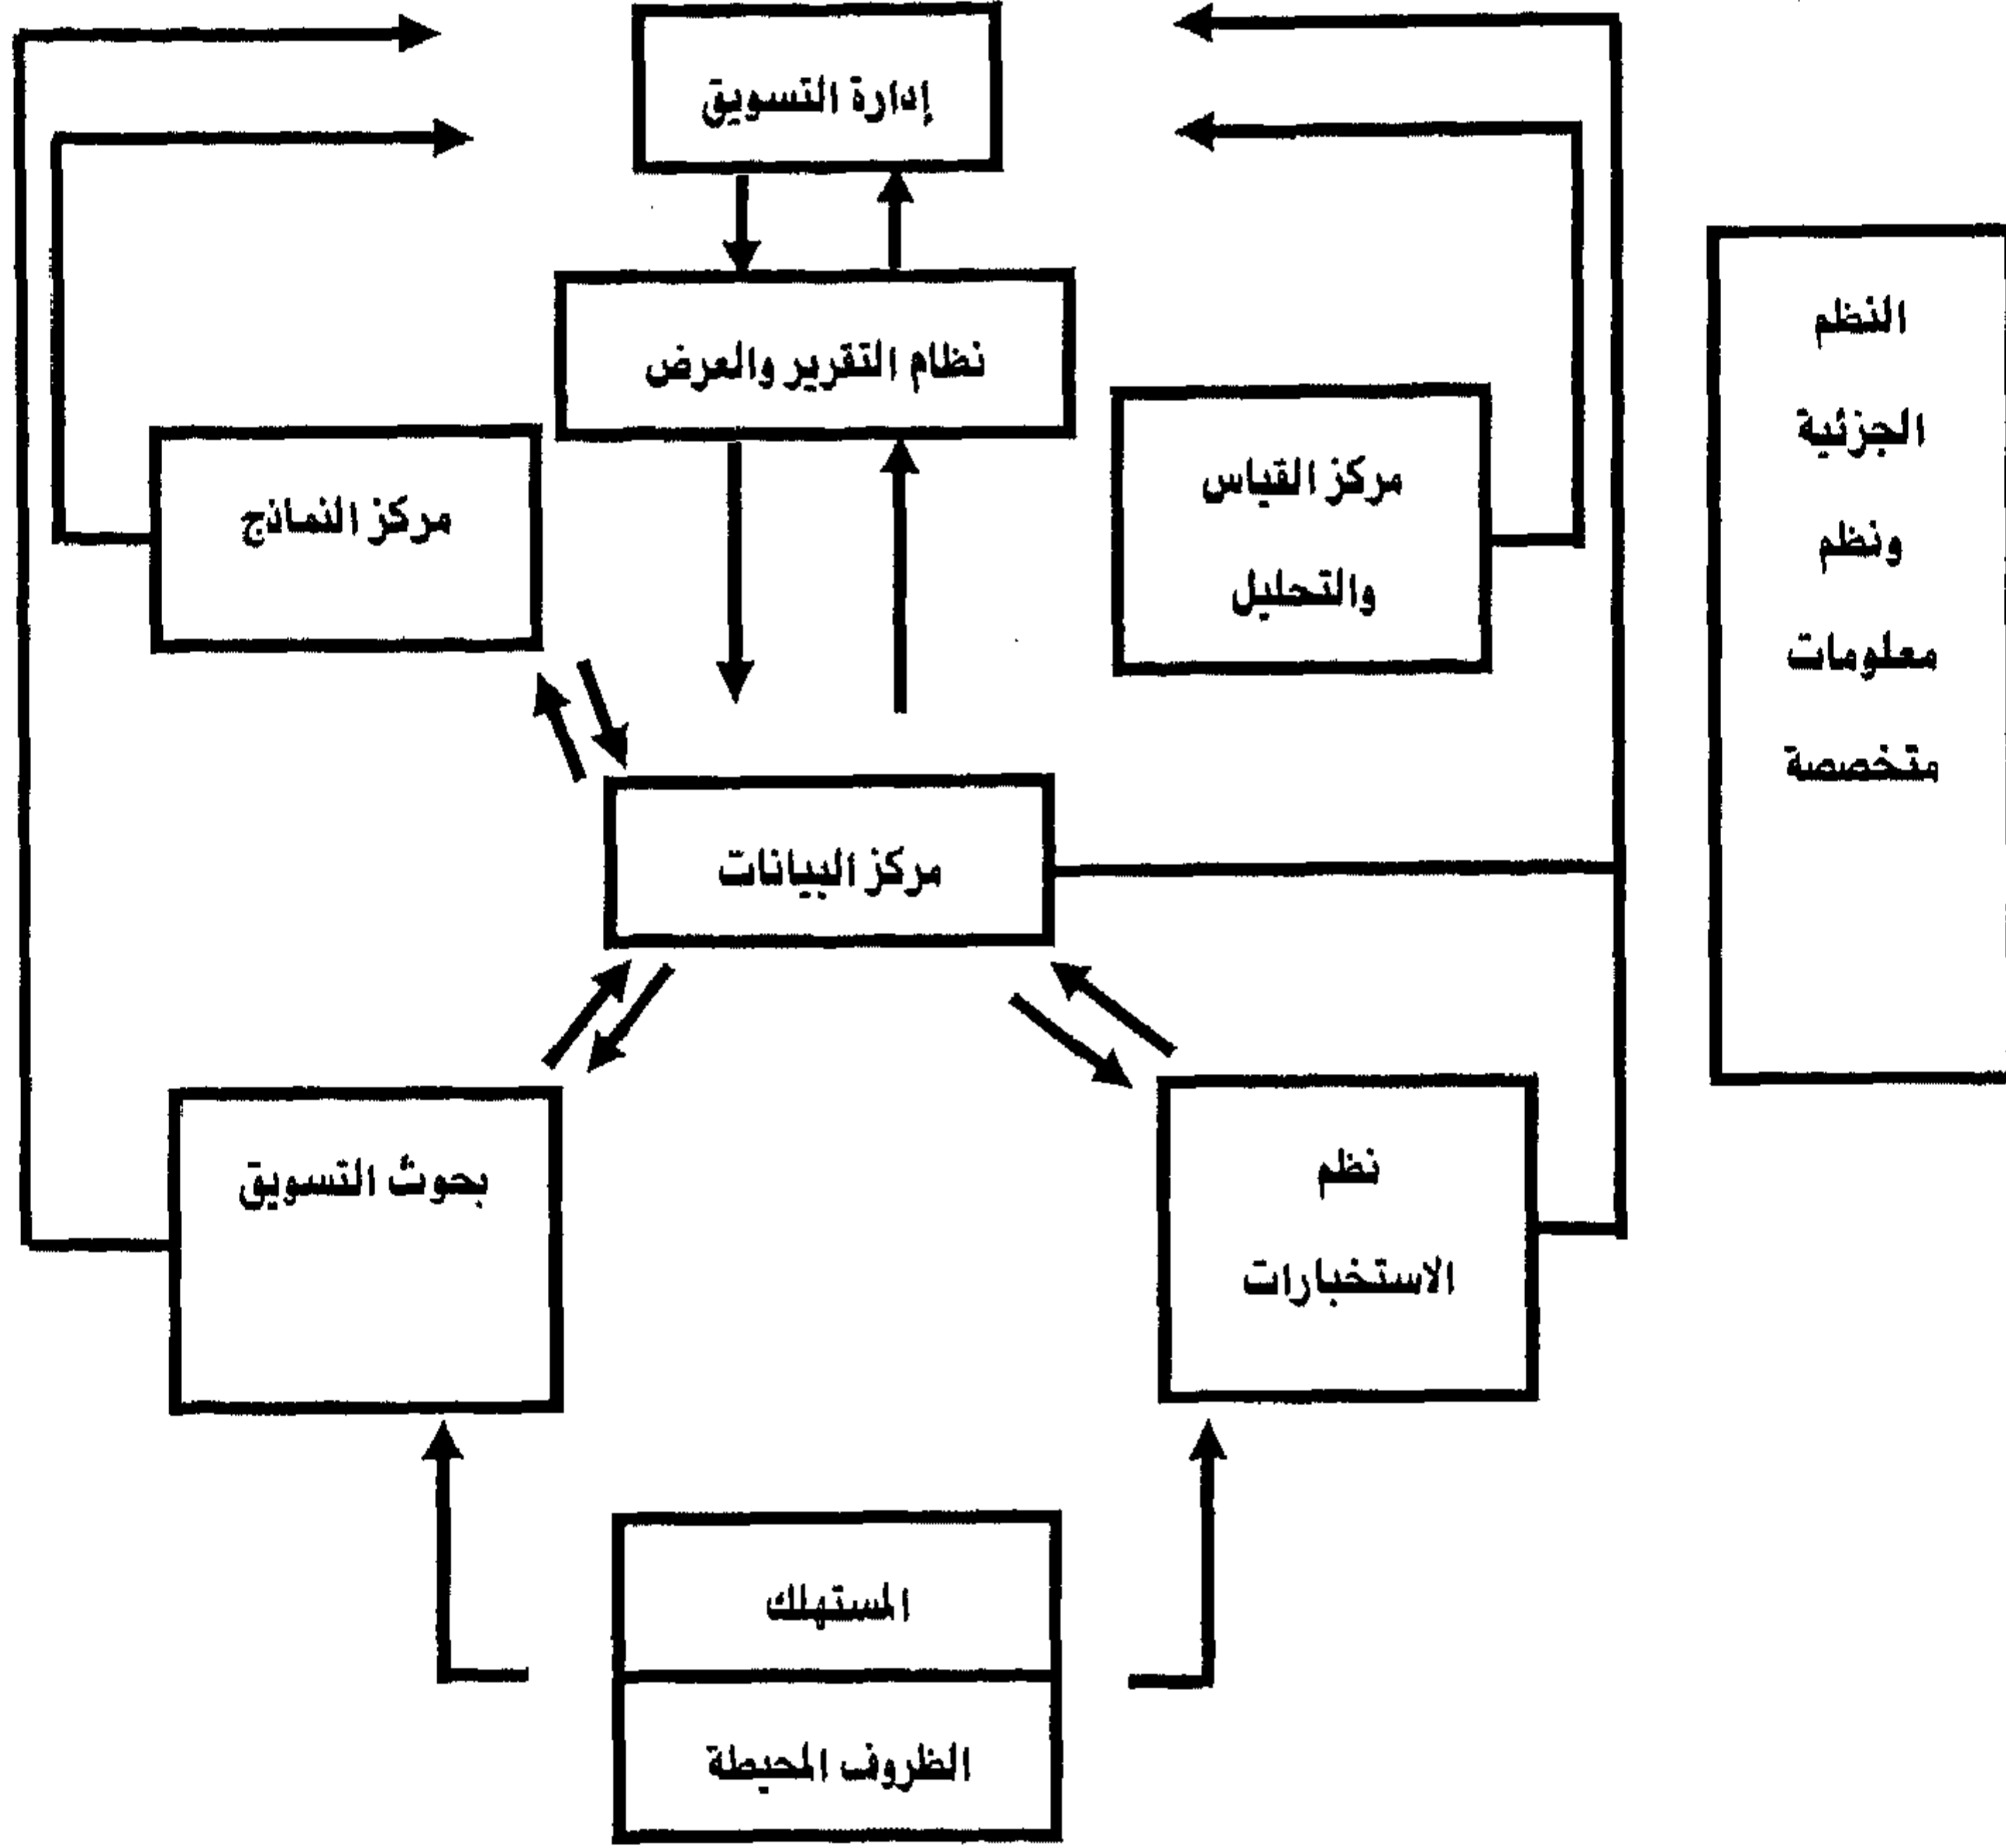 إدارة التسويق
نظام التقرير والعرض
مركز القياس
والتحليل
مركز النماذج
مركز البيانات
نظم
الاستخبارات
بحوث التسويق
المستهلك
الظروف المحيطة
النظم
الجزئية
ونظم
معلومات
متخصصة